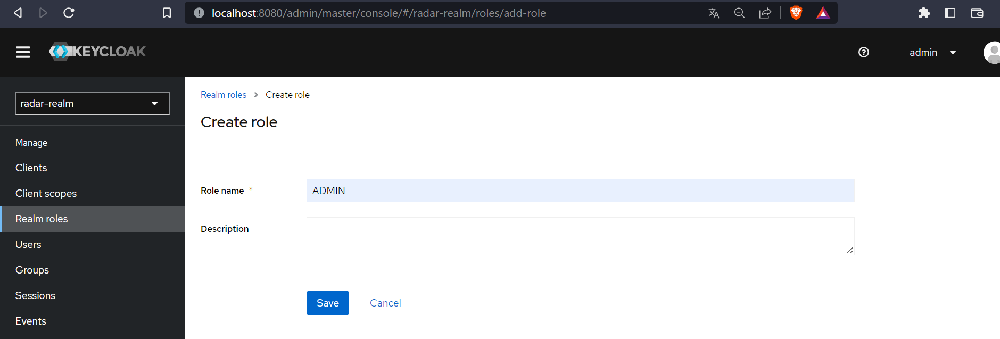 localhost:8080/admin/master/console/#/radar-realm/roles/add-role
KEYCLOAK
admin
radar-realm
Manage
Clients
Client scopes
Realm roles
Users
Groups
Sessions
Events
Realm roles > Create role
Create role
Role name *
ADMIN
Description
Save
Cancel